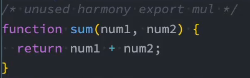 /* unused harmony export mul */
function sum(num1, num2) {
  return num1 + num2;
}